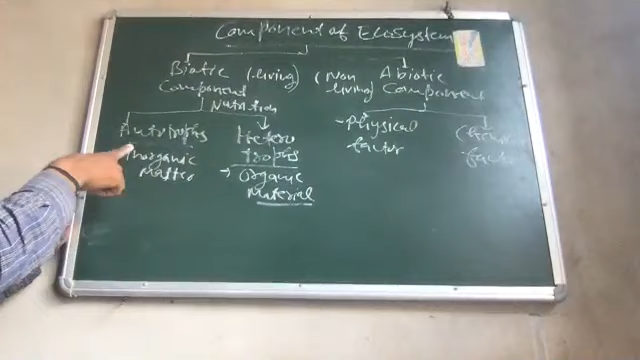 Component of Ecosystem
Biotic (living)
Component
(Non Abiotic
living) Component
Nutrition
Autotrophs
Inorganic
matter
Hetero
trophs
→ Organic
Material
- Physical
factor
factor